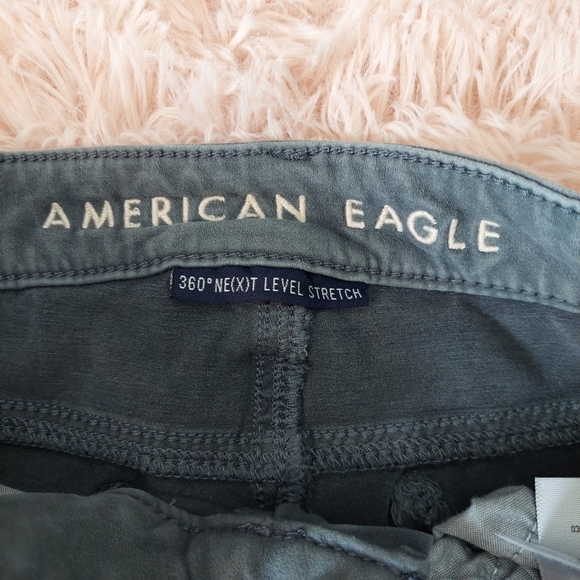 AMERICAN EAGLE
360° NE(X)T LEVEL STRETCH